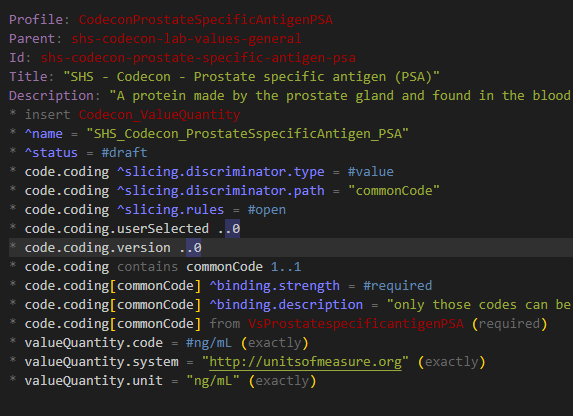 Profile: CodeconProstateSpecificAntigenPSA
Parent: shs-codecon-lab-values-general
Id: shs-codecon-prostate-specific-antigen-psa
Title: "SHS - Codecon - Prostate specific antigen (PSA)"
Description: "A protein made by the prostate gland and found in the blood
* insert Codecon_ValueQuantity
* ^name = "SHS_Codecon_ProstateSspecificAntigen_PSA"
* ^status = #draft
* code.coding ^slicing.discriminator.type = #value
* code.coding ^slicing.discriminator.path = "commonCode"
* code.coding ^slicing.rules = #open
* code.coding.userSelected ..0
* code.coding.version ..0
* code.coding contains commonCode 1..1
* code.coding[commonCode] ^binding.strength = #required
* code.coding[commonCode] ^binding.description = "only those codes can be
* code.coding[commonCode] from VsProstatespecificantigenPSA (required)
* valueQuantity.code = #ng/mL (exactly)
* valueQuantity.system = "http://unitsofmeasure.org" (exactly)
* valueQuantity.unit = "ng/mL" (exactly)